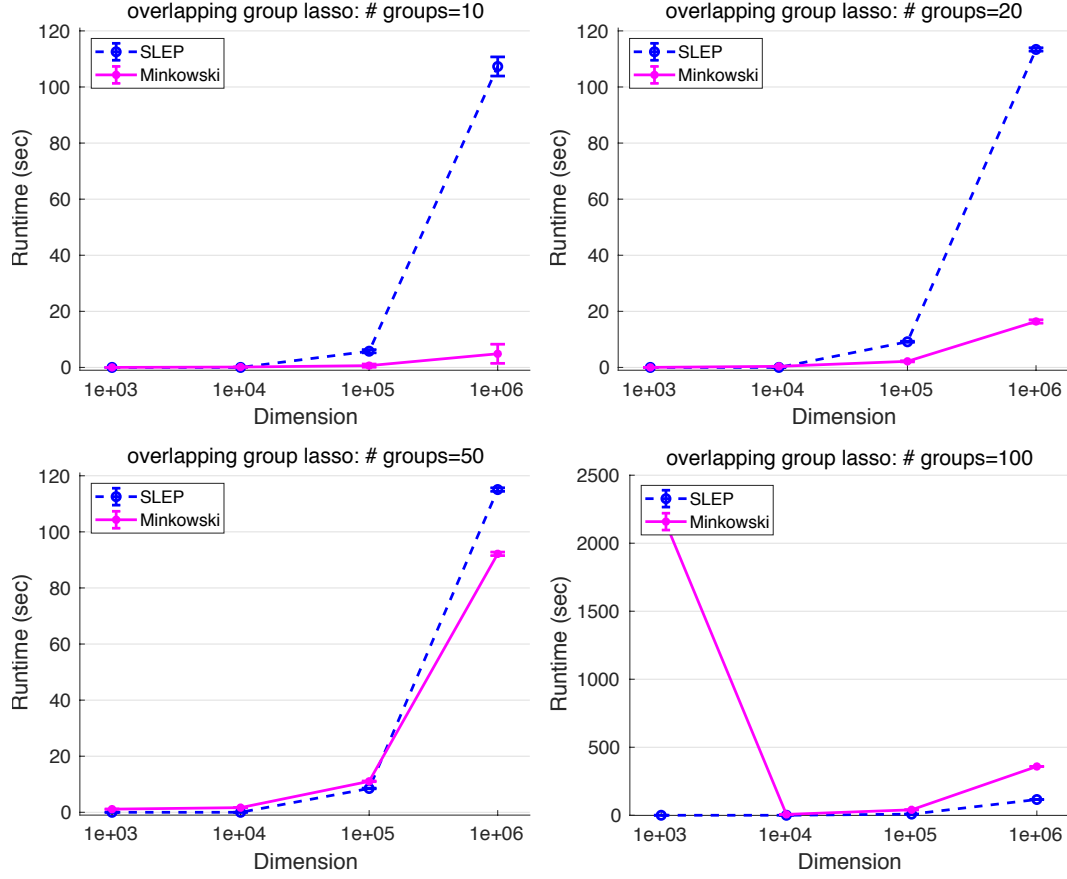 overlapping group lasso: # groups=10
120
100
80
60
40
20
0
Runtime (sec)
SLEP
Minkowski
1e+03
1e+04
1e+05
1e+06
Dimension
overlapping group lasso: # groups=20
120
100
80
60
40
20
0
Runtime (sec)
SLEP
Minkowski
1e+03
1e+04
1e+05
1e+06
Dimension
overlapping group lasso: # groups=50
120
100
80
60
40
20
0
Runtime (sec)
SLEP
Minkowski
1e+03
1e+04
1e+05
1e+06
Dimension
overlapping group lasso: # groups=100
2500
2000
1500
1000
500
0
Runtime (sec)
SLEP
Minkowski
1e+03
1e+04
1e+05
1e+06
Dimension